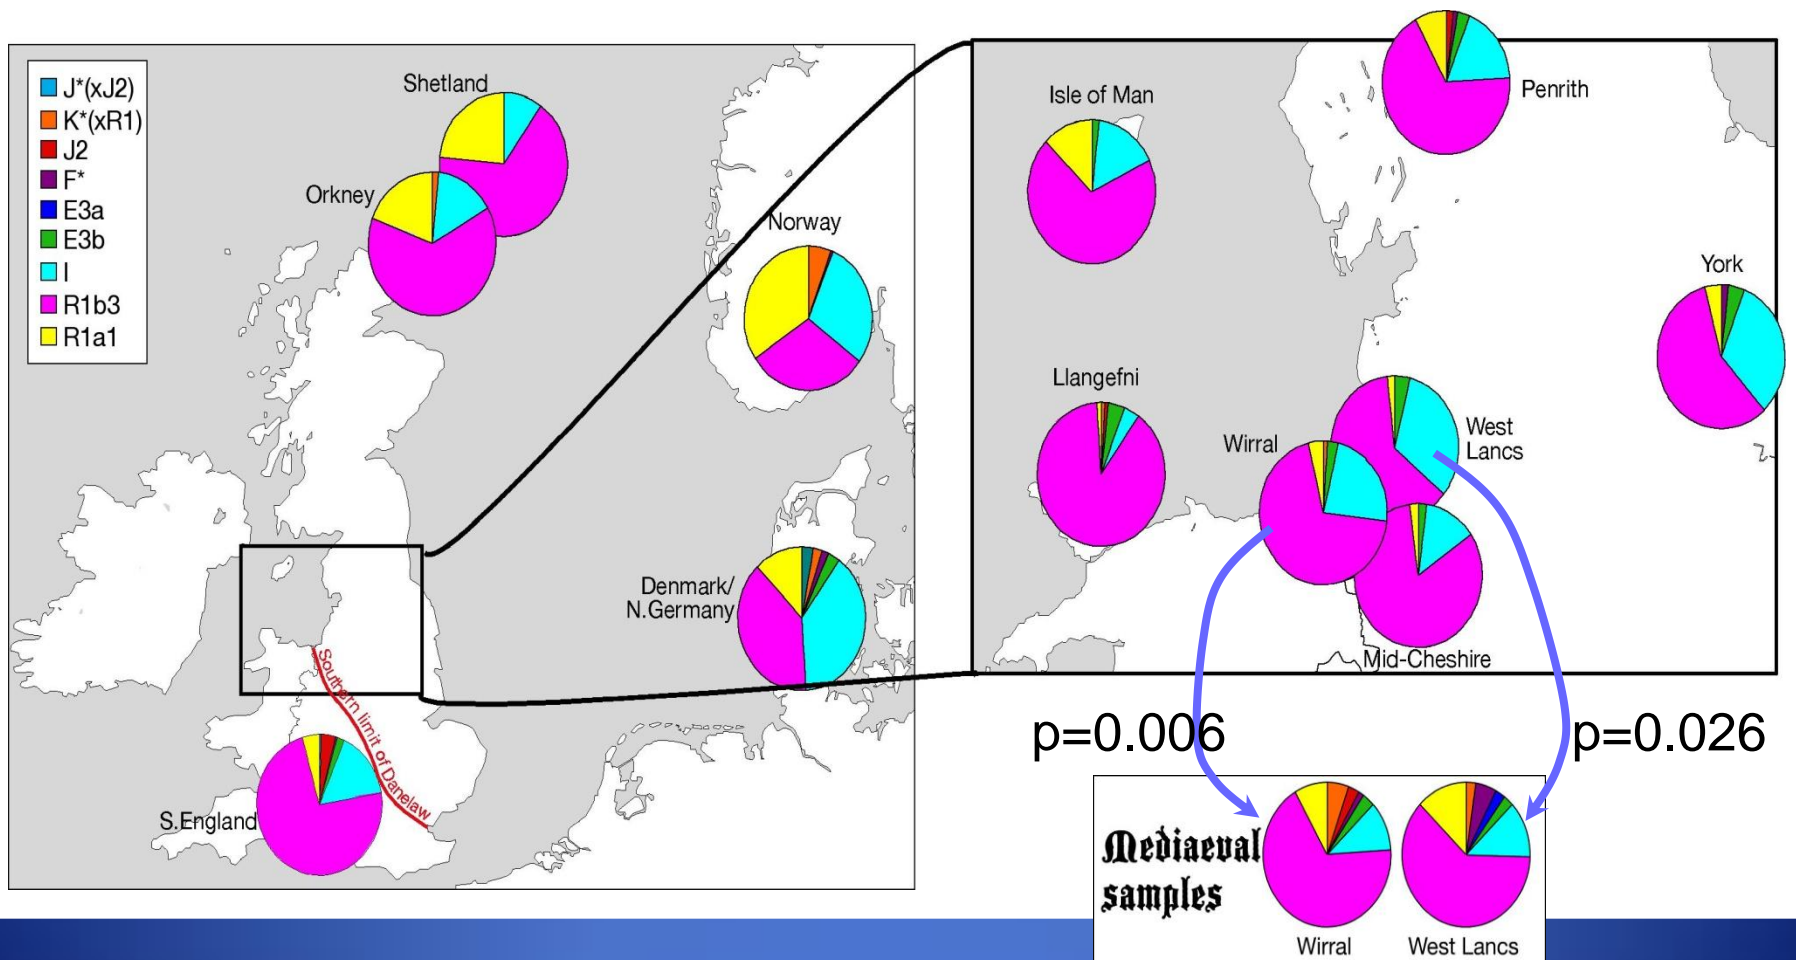 J*(xJ2)
K*(xR1)
J2
F*
E3a
E3b
I
R1b3
R1a1
Shetland
Orkney
Norway
Denmark/
N.Germany
Southern limit of Danelaw
S.England
Isle of Man
Penrith
York
Llangefni
Wirral
West
Lancs
Mid-Cheshire
p=0.006
p=0.026
Mediaeval
samples
Wirral
West Lancs